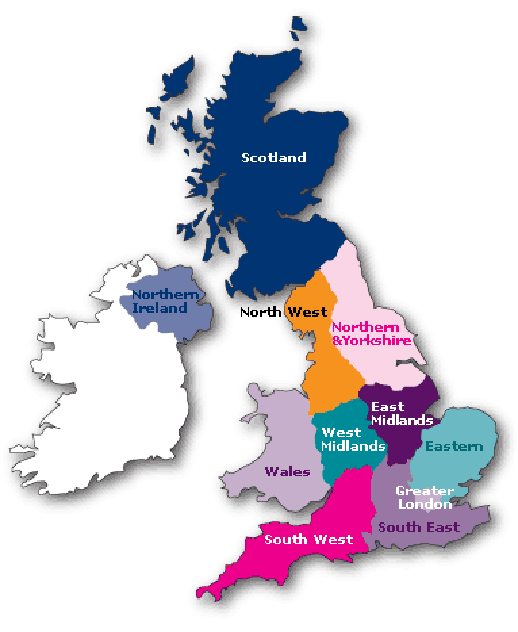 Scotland
Northern
Ireland
North West
Northern
&Yorkshire
East
Midlands
West
Midlands
Eastern
Wales
Greater
London
South East
South West